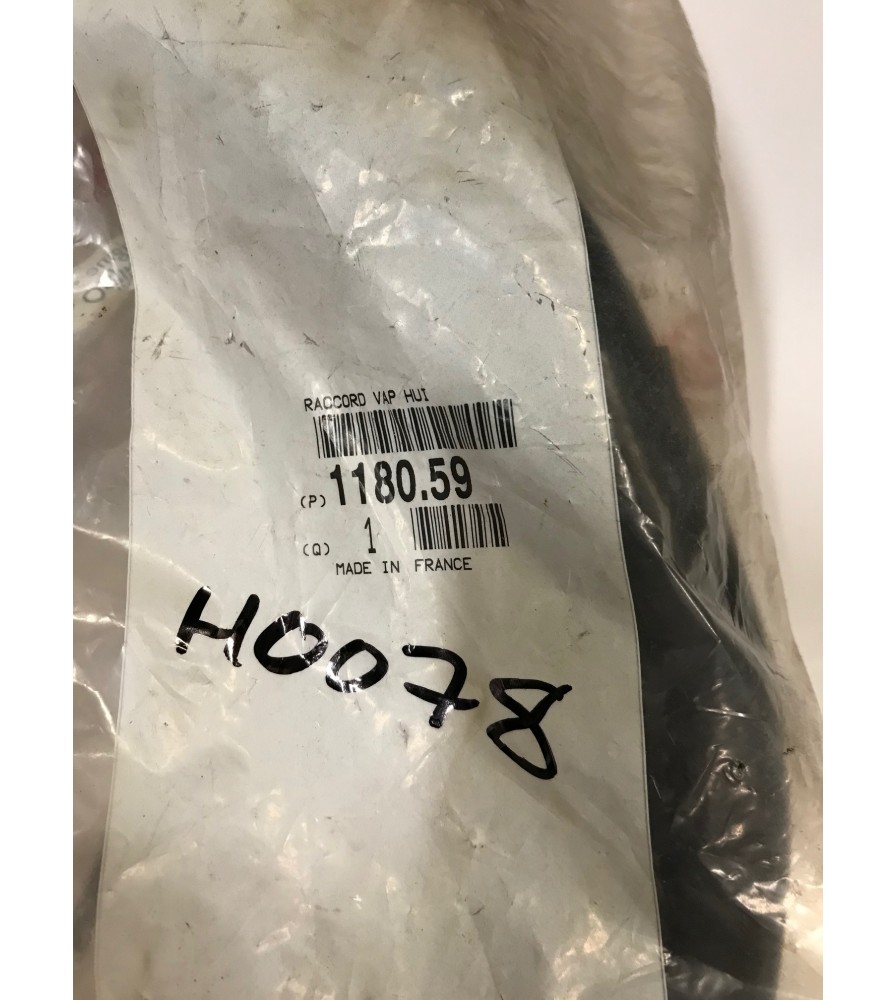 RACCORD VAP HUI
(P) 1180.59
(Q) 1
MADE IN FRANCE
H0078